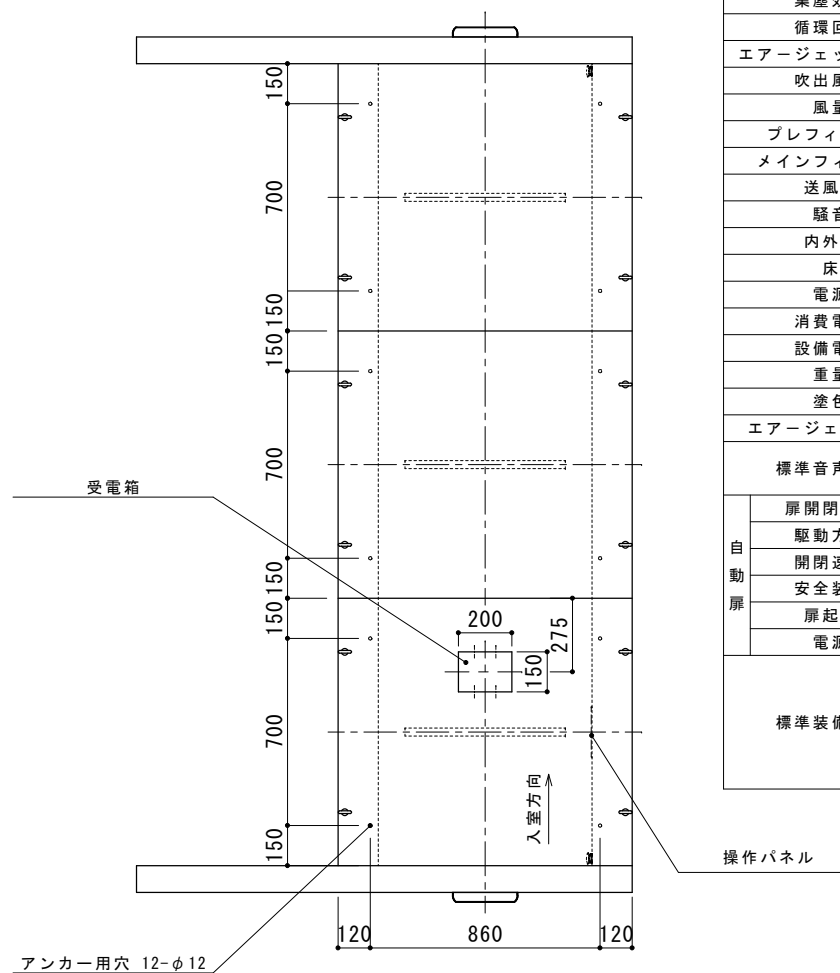 150
700
150
150
700
150
150
700
150
受電箱
200
275
150
入室方向
120
860
120
アンカー用穴 12-φ12
操作パネル
循環回
エアージェッ
吹出風
風量
プレフィ
メインフィ
送風
騒音
内外
床
電源
消費電
設備電
重量
塗色
エアージェ
標準音声
自動扉
扉開閉
駆動方
開閉速
安全装
扉起
電源
標準装備